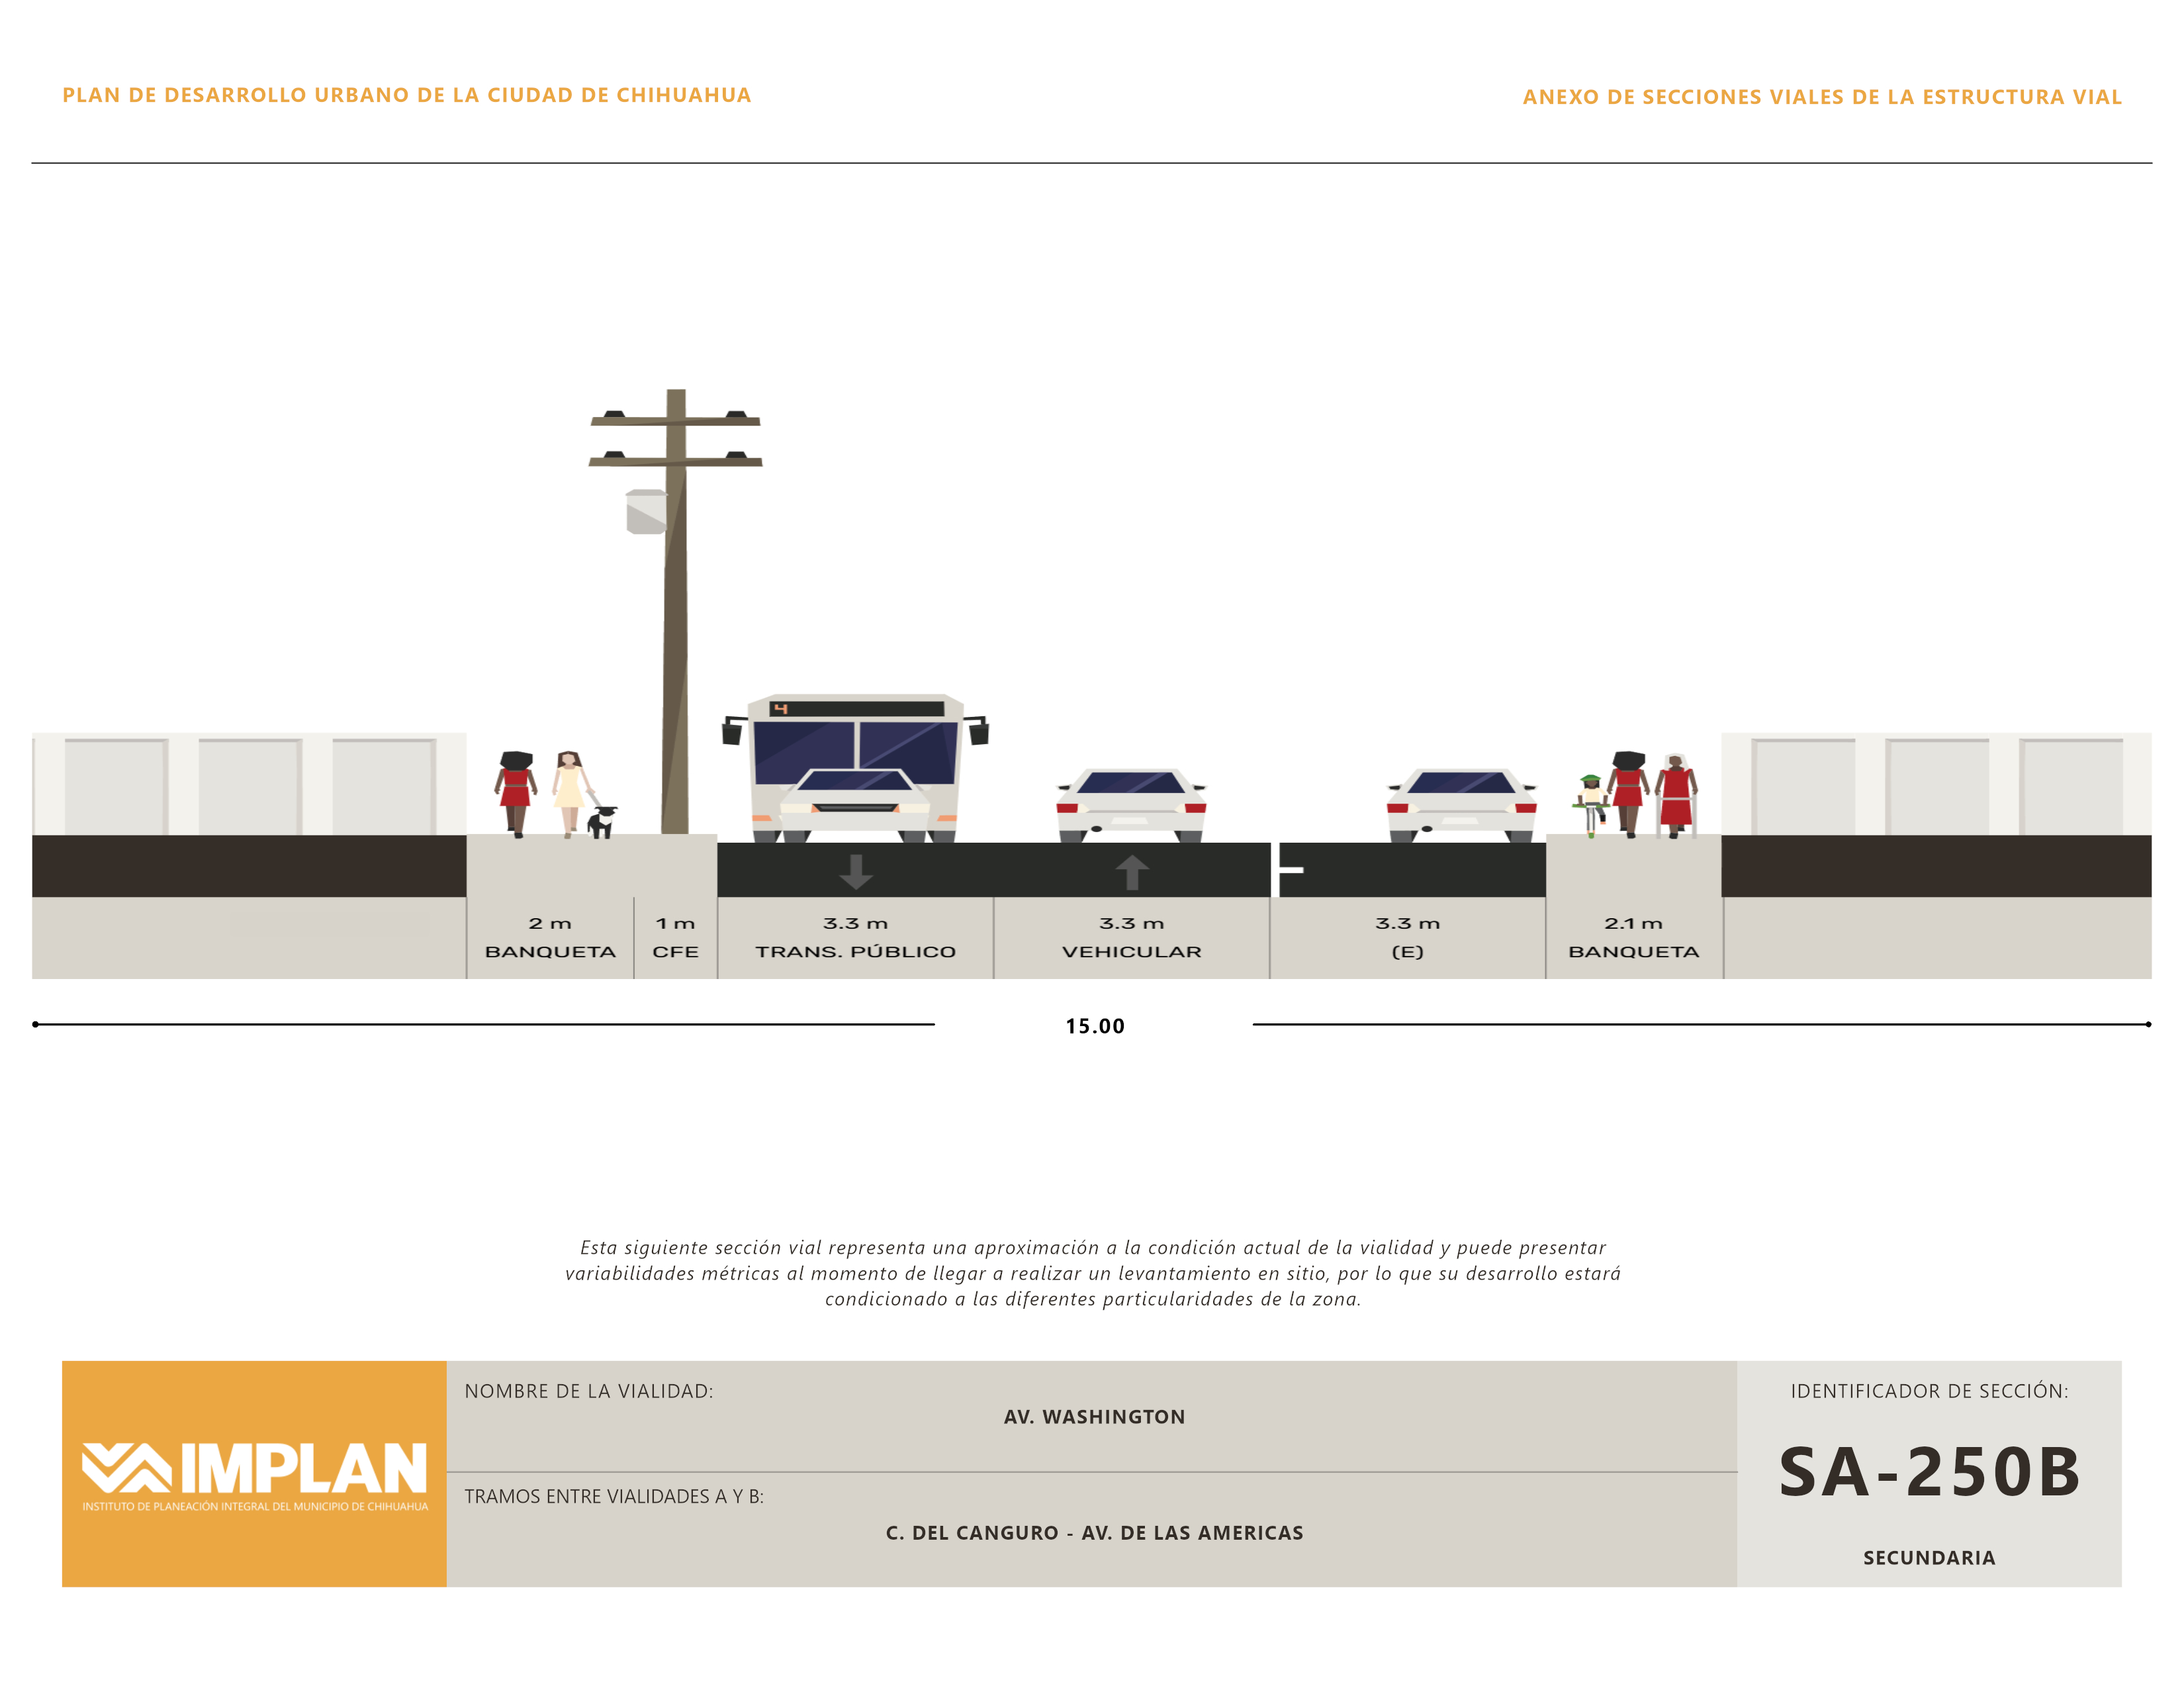 PLAN DE DESARROLLO URBANO DE LA CIUDAD DE CHIHUAHUA
ANEXO DE SECCIONES VIALES DE LA ESTRUCTURA VIAL
4
2 m
BANQUETA
1 m
CFE
3.3 m
TRANS. PÚBLICO
3.3 m
VEHICULAR
3.3 m
(E)
2.1 m
BANQUETA
15.00
Esta siguiente sección vial representa una aproximación a la condición actual de la vialidad y puede presentar
variabilidades métricas al momento de llegar a realizar un levantamiento en sitio, por lo que su desarrollo estará
condicionado a las diferentes particularidades de la zona.
IMPLAN
INSTITUTO DE PLANEACIÓN INTEGRAL DEL MUNICIPIO DE CHIHUAHUA
NOMBRE DE LA VIALIDAD:
AV. WASHINGTON
TRAMOS ENTRE VIALIDADES A Y B:
C. DEL CANGURO - AV. DE LAS AMERICAS
IDENTIFICADOR DE SECCIÓN:
SA-250B
SECUNDARIA